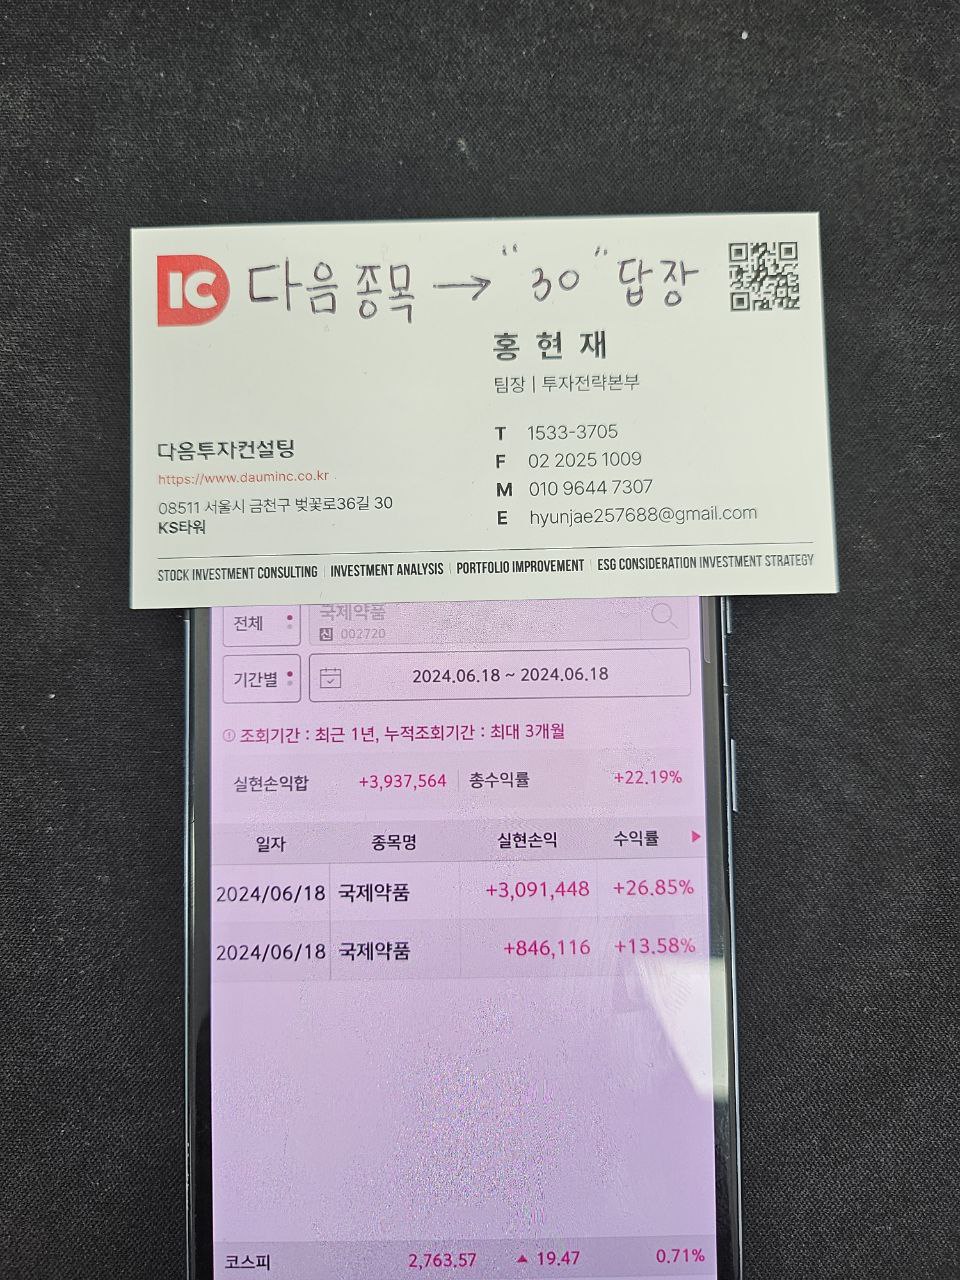 IC 다음종목 → "30" 답장
홍현재
팀장 | 투자전략본부
다음투자컨설팅
https://www.dauminc.co.kr
08511 서울시 금천구 벚꽃로36길 30
KS타워
T 1533-3705
F 02 2025 1009
M 010 9644 7307
E hyunjae257688@gmail.com
STOCK INVESTMENT CONSULTING | INVESTMENT ANALYSIS | PORTFOLIO IMPROVEMENT | ESG CONSIDERATION INVESTMENT STRATEGY
전체 국제약품
신 002720
기간별 2024.06.18 ~ 2024.06.18
조회기간 : 최근 1년, 누적조회기간 : 최대 3개월
실현손익합 +3,937,564 총수익률 +22.19%
일자 종목명 실현손익 수익률
2024/06/18 국제약품 +3,091,448 +26.85%
2024/06/18 국제약품 +846,116 +13.58%
코스피 2,763.57 ▲ 19.47 0.71%